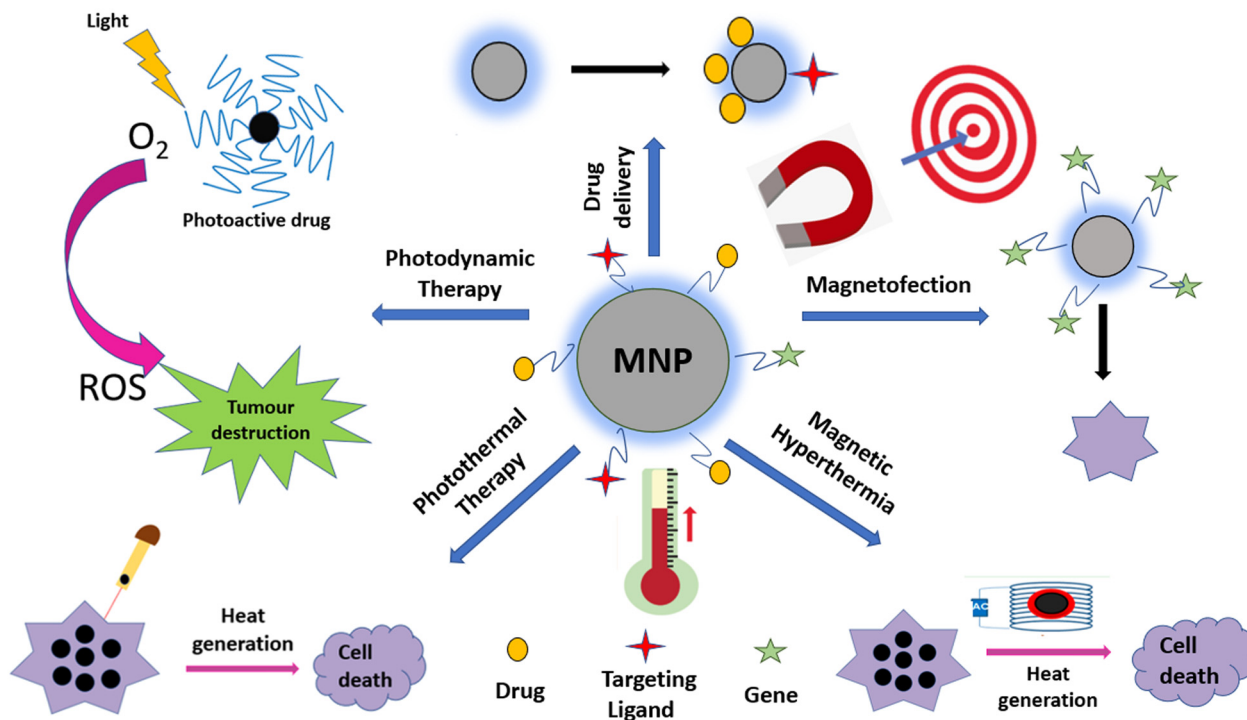 Light
O2
Photoactive drug
ROS
Tumour
destruction
Photodynamic
Therapy
Drug
delivery
Magnetofection
MNP
Photothermal
Therapy
Magnetic
Hyperthermia
Heat
generation
Cell
death
Drug
Targeting
Ligand
Gene
AC
Heat
generation
Cell
death